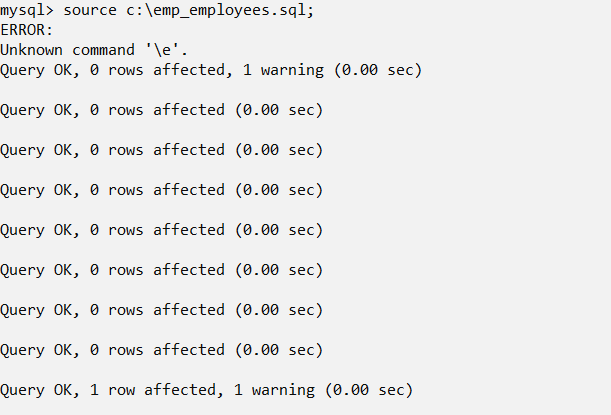 mysql> source c:\emp_employees.sql;
ERROR:
Unknown command '\e'.
Query OK, 0 rows affected, 1 warning (0.00 sec)
Query OK, 0 rows affected (0.00 sec)
Query OK, 0 rows affected (0.00 sec)
Query OK, 0 rows affected (0.00 sec)
Query OK, 0 rows affected (0.00 sec)
Query OK, 0 rows affected (0.00 sec)
Query OK, 0 rows affected (0.00 sec)
Query OK, 0 rows affected (0.00 sec)
Query OK, 1 row affected, 1 warning (0.00 sec)